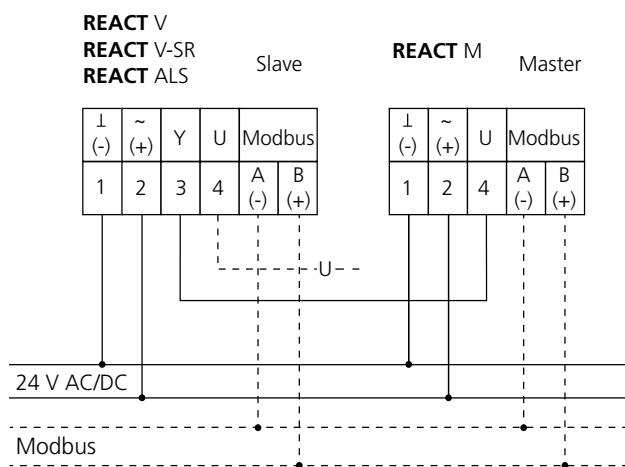 REACT V
REACT V-SR
REACT ALS
Slave
REACT M
Master
⊥ ~ Y U Modbus
(-) (+)
1 2 3 4 A B
(-) (+)
⊥ ~ U Modbus
(-) (+)
1 2 4 A B
(-) (+)
U
24 V AC/DC
Modbus